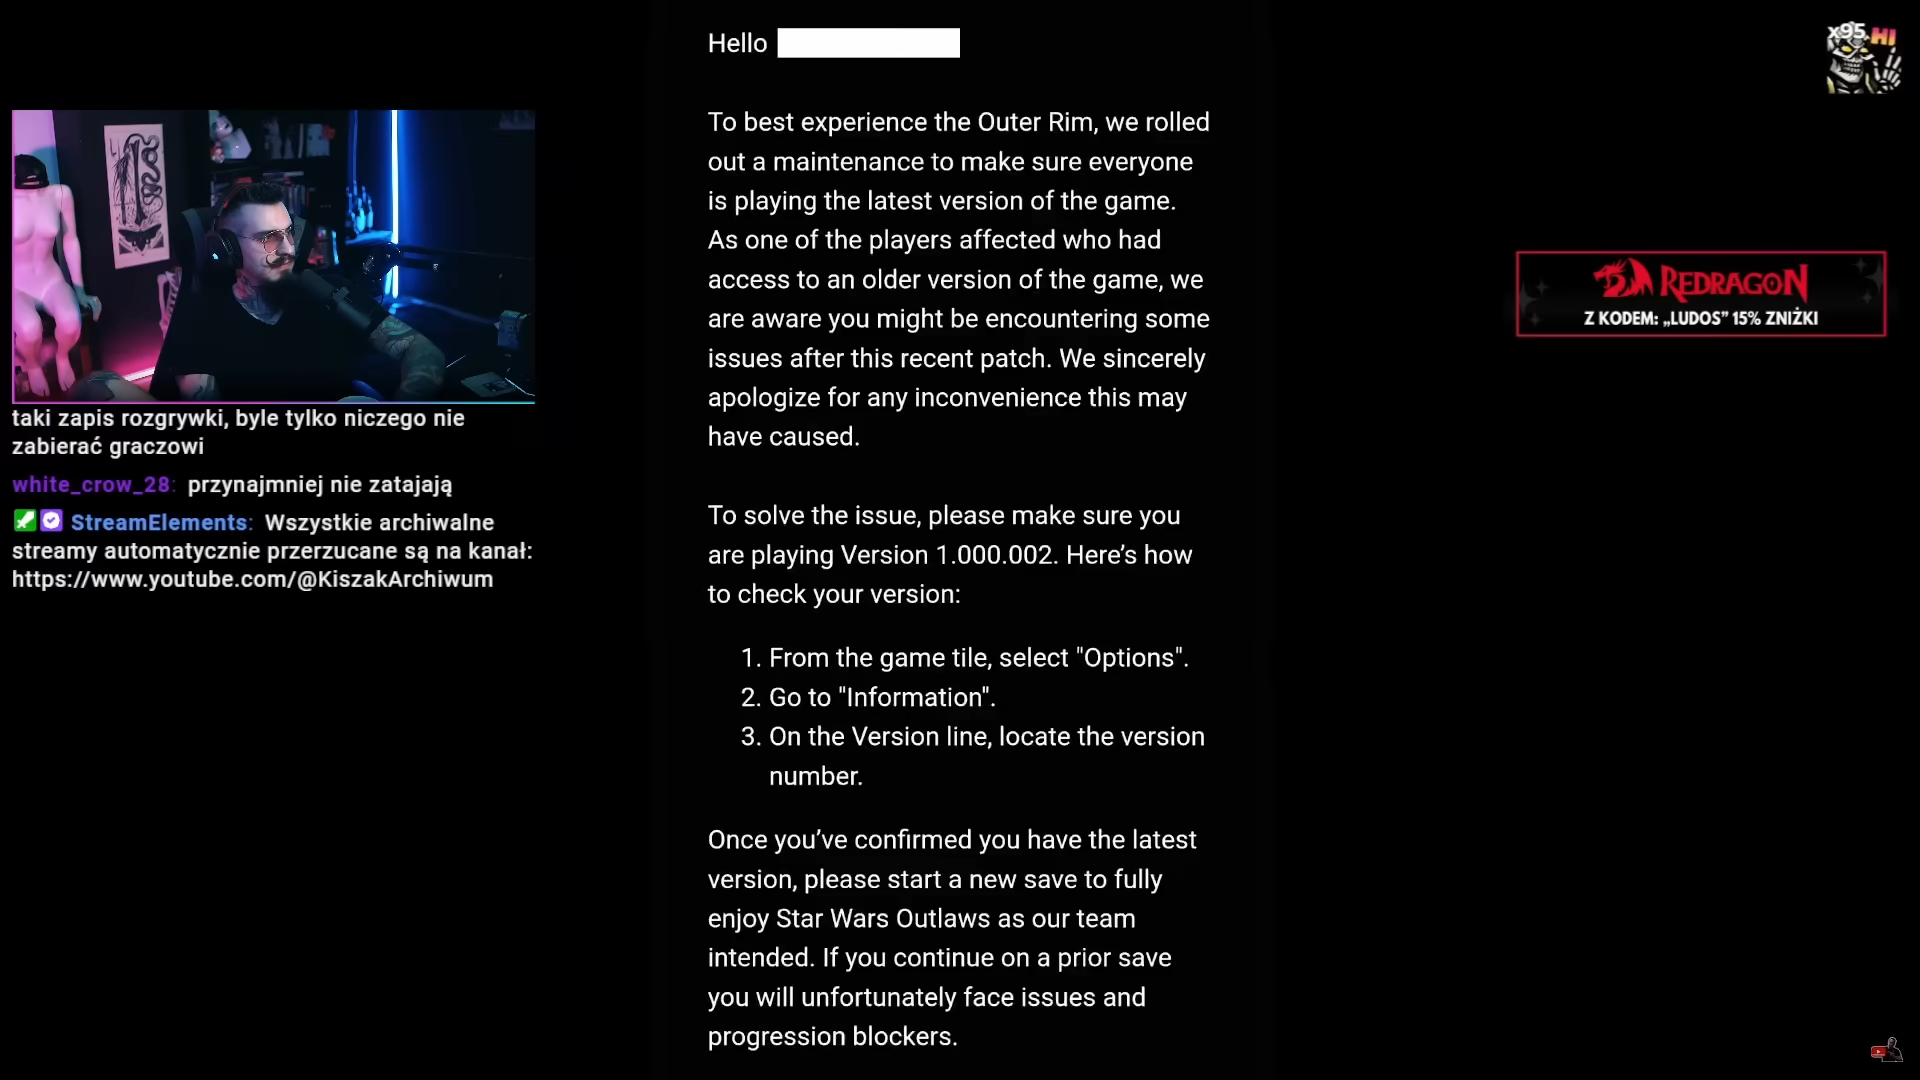 Hello
To best experience the Outer Rim, we rolled
out a maintenance to make sure everyone
is playing the latest version of the game.
As one of the players affected who had
access to an older version of the game, we
are aware you might be encountering some
issues after this recent patch. We sincerely
apologize for any inconvenience this may
have caused.
To solve the issue, please make sure you
are playing Version 1.000.002. Here’s how
to check your version:
1. From the game tile, select "Options".
2. Go to "Information".
3. On the Version line, locate the version
number.
Once you’ve confirmed you have the latest
version, please start a new save to fully
enjoy Star Wars Outlaws as our team
intended. If you continue on a prior save
you will unfortunately face issues and
progression blockers.
taki zapis rozgrywki, byle tylko niczego nie
zabierać graczowi
white_crow_28: przynajmniej nie zatajają
StreamElements: Wszystkie archiwalne
streamy automatycznie przerzucane są na kanał:
https://www.youtube.com/@KiszakArchiwum
x95 HI
REDRAGON
Z KODEM: „LUDOS” 15% ZNIŻKI